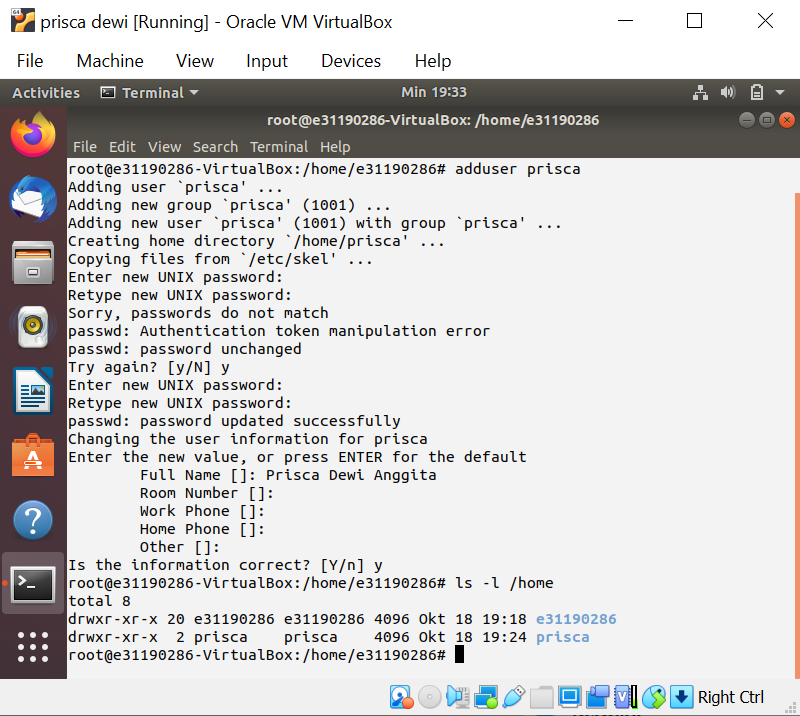 prisca dewi [Running] - Oracle VM VirtualBox
File Machine View Input Devices Help
Activities Terminal Min 19:33
root@e31190286-VirtualBox: /home/e31190286
File Edit View Search Terminal Help
root@e31190286-VirtualBox:/home/e31190286# adduser prisca
Adding user `prisca' ...
Adding new group `prisca' (1001) ...
Adding new user `prisca' (1001) with group `prisca' ...
Creating home directory `/home/prisca' ...
Copying files from `/etc/skel' ...
Enter new UNIX password:
Retype new UNIX password:
Sorry, passwords do not match
passwd: Authentication token manipulation error
passwd: password unchanged
Try again? [y/N] y
Enter new UNIX password:
Retype new UNIX password:
passwd: password updated successfully
Changing the user information for prisca
Enter the new value, or press ENTER for the default
Full Name []: Prisca Dewi Anggita
Room Number []:
Work Phone []:
Home Phone []:
Other []:
Is the information correct? [Y/n] y
root@e31190286-VirtualBox:/home/e31190286# ls -l /home
total 8
drwxr-xr-x 20 e31190286 e31190286 4096 Okt 18 19:18 e31190286
drwxr-xr-x  2 prisca    prisca    4096 Okt 18 19:24 prisca
root@e31190286-VirtualBox:/home/e31190286#
Right Ctrl